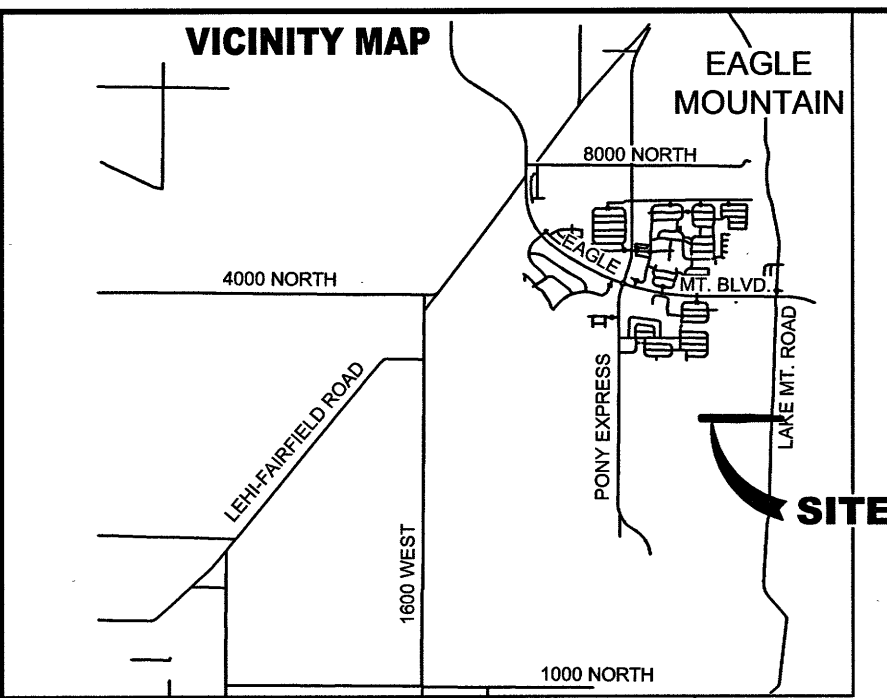 VICINITY MAP
EAGLE
MOUNTAIN
8000 NORTH
EAGLE
MT. BLVD.
4000 NORTH
LAKE MT. ROAD
PONY EXPRESS
LEHI-FAIRFIELD ROAD
SITE
1600 WEST
1000 NORTH